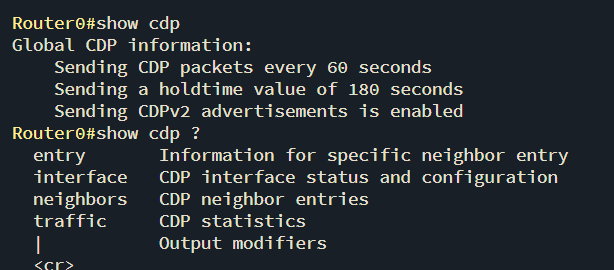 Router0#show cdp
Global CDP information:
    Sending CDP packets every 60 seconds
    Sending a holdtime value of 180 seconds
    Sending CDPv2 advertisements is enabled
Router0#show cdp ?
  entry      Information for specific neighbor entry
  interface  CDP interface status and configuration
  neighbors  CDP neighbor entries
  traffic    CDP statistics
  |          Output modifiers
  <cr>